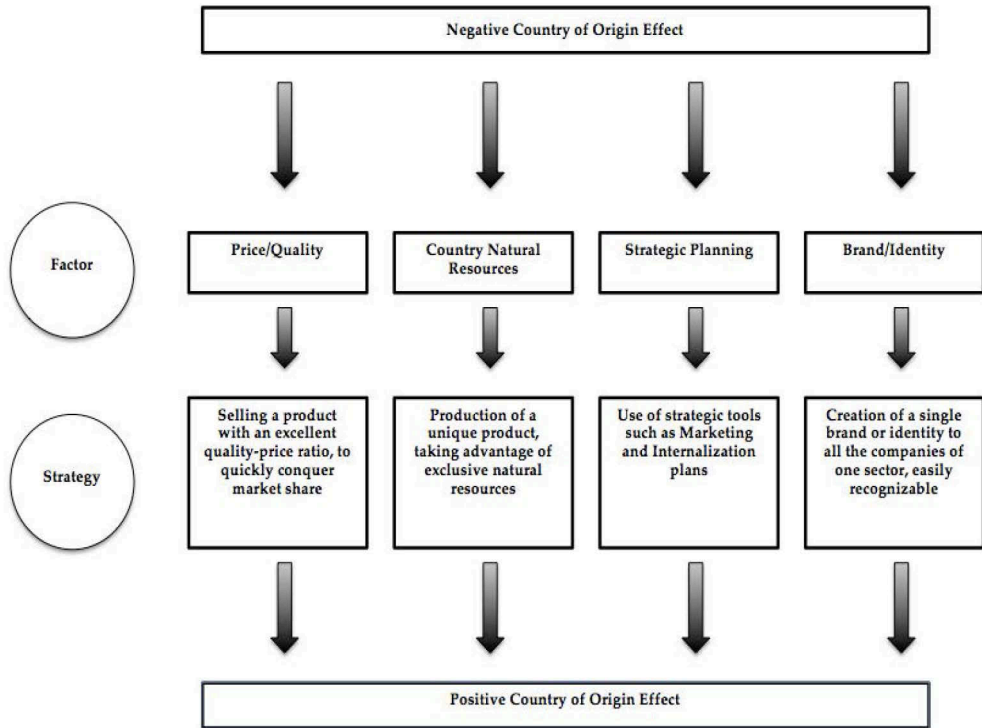 Negative Country of Origin Effect
Factor
Price/Quality
Country Natural
Resources
Strategic Planning
Brand/Identity
Strategy
Selling a product
with an excellent
quality-price ratio, to
quickly conquer
market share
Production of a
unique product,
taking advantage of
exclusive natural
resources
Use of strategic tools
such as Marketing
and Internalization
plans
Creation of a single
brand or identity to
all the companies of
one sector, easily
recognizable
Positive Country of Origin Effect